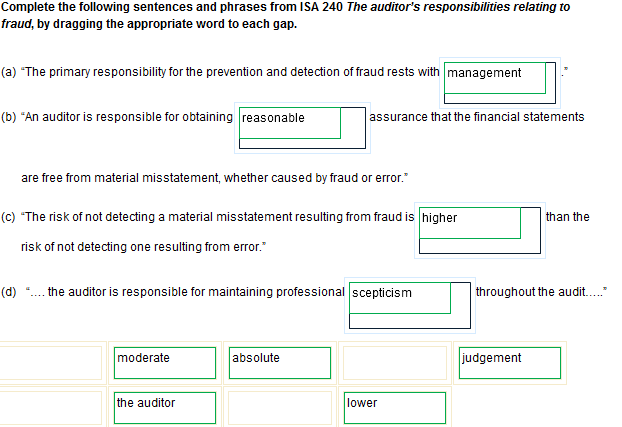 Complete the following sentences and phrases from ISA 240 The auditor's responsibilities relating to
fraud, by dragging the appropriate word to each gap.
(a) "The primary responsibility for the prevention and detection of fraud rests with management ."
(b) "An auditor is responsible for obtaining reasonable assurance that the financial statements
are free from material misstatement, whether caused by fraud or error."
(c) "The risk of not detecting a material misstatement resulting from fraud is higher than the
risk of not detecting one resulting from error."
(d) ".... the auditor is responsible for maintaining professional scepticism throughout the audit....."
moderate absolute judgement
the auditor lower